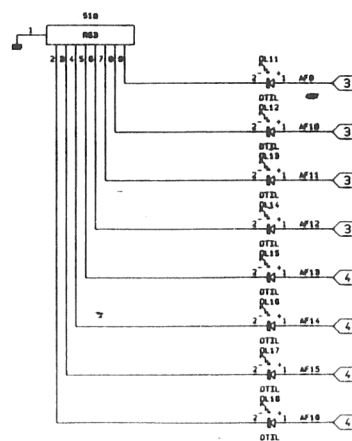 S10
1
RSD
2 3 4 5 6 7 8 9
DL11
2 - + 1 AF9 3
DTIL
DL12
2 - + 1 AF10 3
DTIL
DL13
2 - + 1 AF11 3
DTIL
DL14
2 - + 1 AF12 3
DTIL
DL15
2 - + 1 AF13 4
DTIL
DL16
2 - + 1 AF14 4
DTIL
DL17
2 - + 1 AF15 4
DTIL
DL18
2 - + 1 AF16 4
DTIL